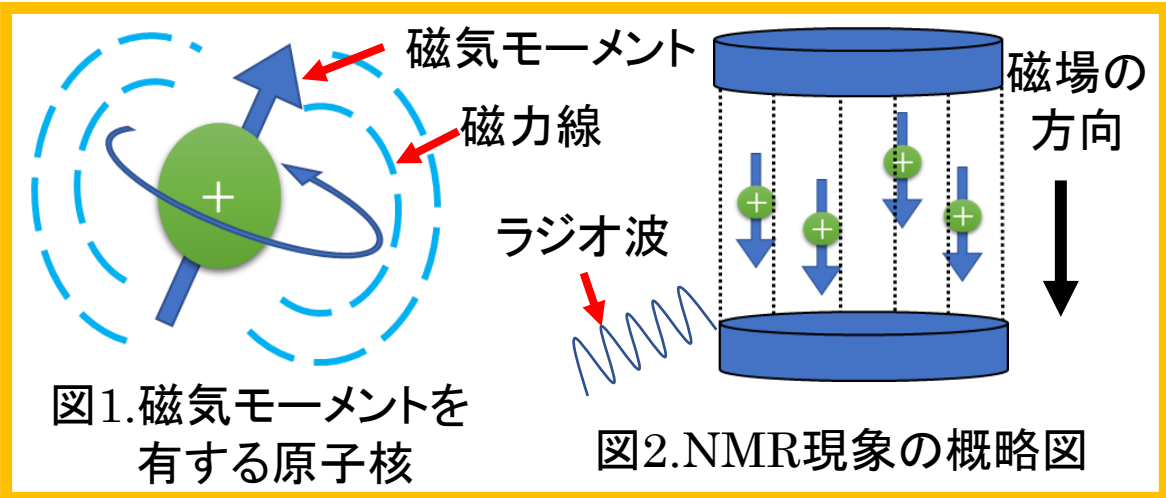 磁気モーメント
磁力線
図1.磁気モーメントを
有する原子核
磁場の
方向
ラジオ波
図2.NMR現象の概略図
+
+
+
+
+